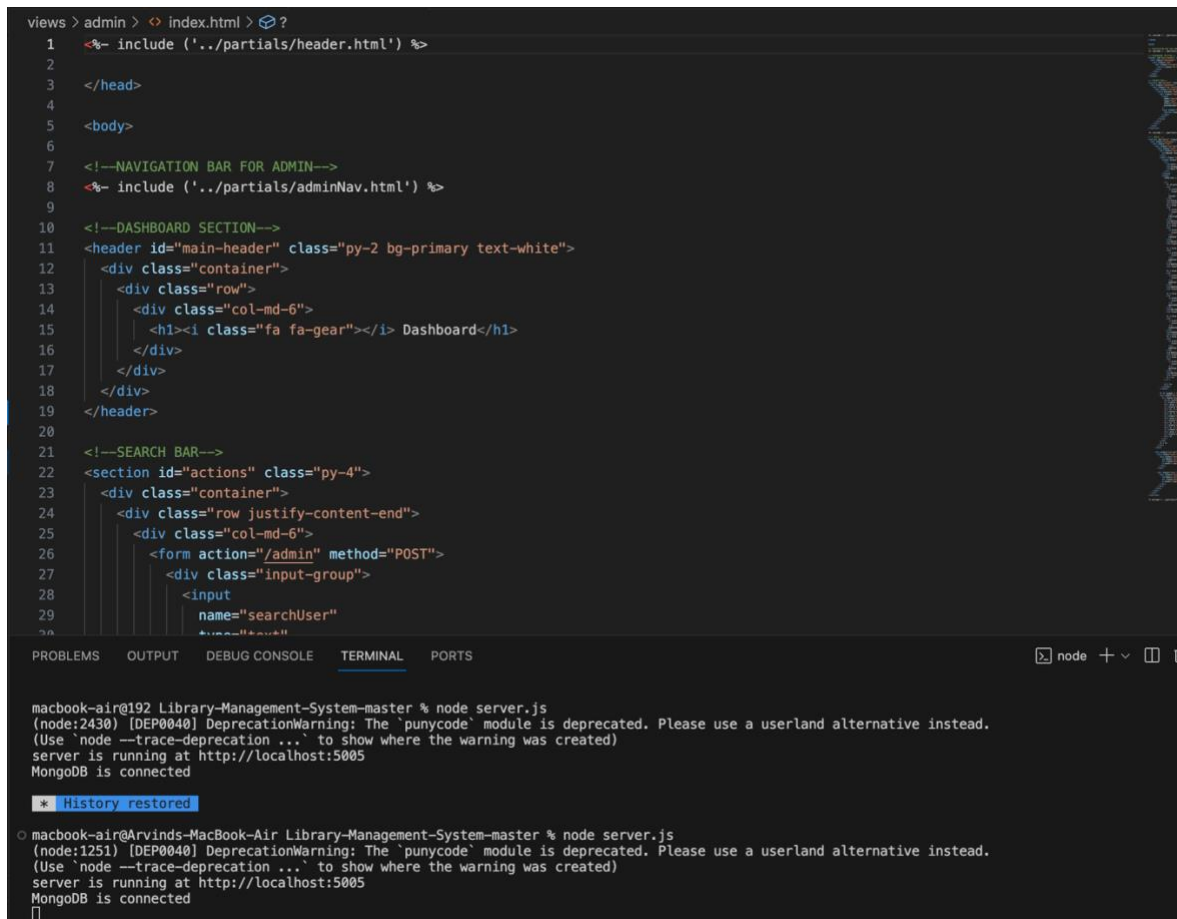 views > admin > <> index.html > ?
1 <%- include ('../partials/header.html') %>
2
3 </head>
4
5 <body>
6
7 <!--NAVIGATION BAR FOR ADMIN-->
8 <%- include ('../partials/adminNav.html') %>
9
10 <!--DASHBOARD SECTION-->
11 <header id="main-header" class="py-2 bg-primary text-white">
12 <div class="container">
13 <div class="row">
14 <div class="col-md-6">
15 <h1><i class="fa fa-gear"></i> Dashboard</h1>
16 </div>
17 </div>
18 </div>
19 </header>
20
21 <!--SEARCH BAR-->
22 <section id="actions" class="py-4">
23 <div class="container">
24 <div class="row justify-content-end">
25 <div class="col-md-6">
26 <form action="/admin" method="POST">
27 <div class="input-group">
28 <input
29 name="searchUser"
30 type="text"
PROBLEMS OUTPUT DEBUG CONSOLE TERMINAL PORTS node
macbook-air@192 Library-Management-System-master % node server.js
(node:2430) [DEP0040] DeprecationWarning: The `punycode` module is deprecated. Please use a userland alternative instead.
(Use `node --trace-deprecation ...` to show where the warning was created)
server is running at http://localhost:5005
MongoDB is connected
* History restored
macbook-air@Arvinds-MacBook-Air Library-Management-System-master % node server.js
(node:1251) [DEP0040] DeprecationWarning: The `punycode` module is deprecated. Please use a userland alternative instead.
(Use `node --trace-deprecation ...` to show where the warning was created)
server is running at http://localhost:5005
MongoDB is connected